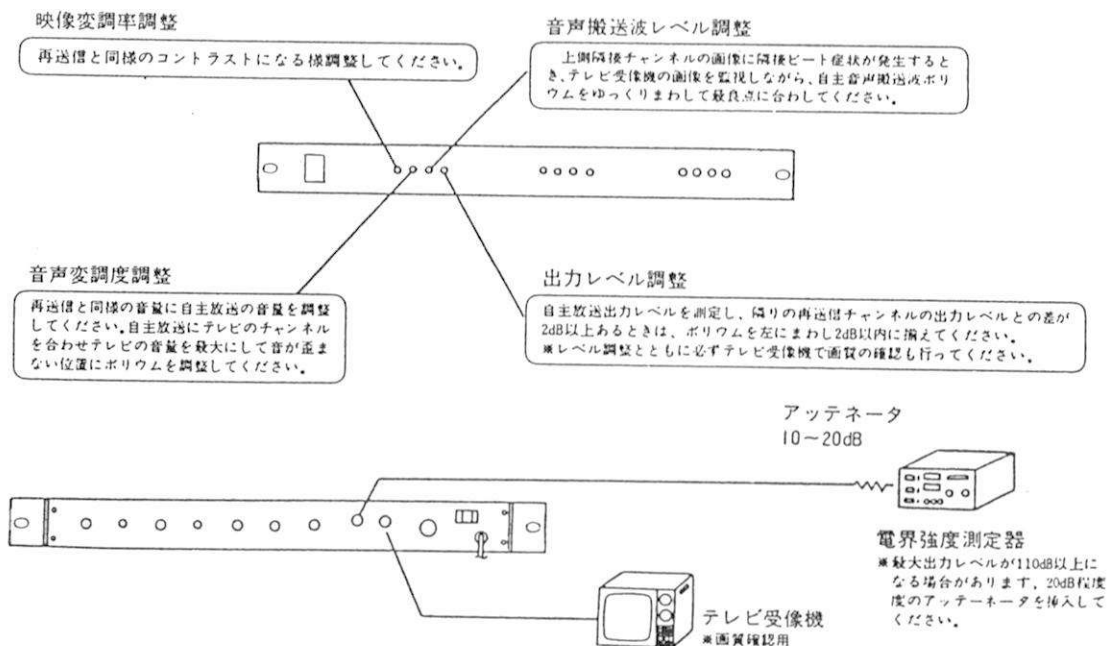 映像変調率調整
再送信と同様のコントラストになる様調整してください。
音声搬送波レベル調整
上側隣接チャンネルの画像に隣接ビート症状が発生すると
き、テレビ受像機の画像を監視しながら、自主音声搬送波ボリ
ウムをゆっくりまわして最良点に合わしてください。
音声変調度調整
再送信と同様の音量に自主放送の音量を調整
してください。自主放送にテレビのチャンネル
を合わせテレビの音量を最大にして音が歪ま
ない位置にボリウムを調整してください。
出力レベル調整
自主放送出力レベルを測定し、隣りの再送信チャンネルの出力レベルとの差が
2dB以上あるときは、ボリウムを左にまわし2dB以内に揃えてください。
※レベル調整とともに必ずテレビ受像機で画質の確認も行ってください。
アッテネータ
10〜20dB
電界強度測定器
※最大出力レベルが110dB以上に
なる場合があります、20dB程度
度のアッテーネータを挿入して
ください。
テレビ受像機
※画質確認用